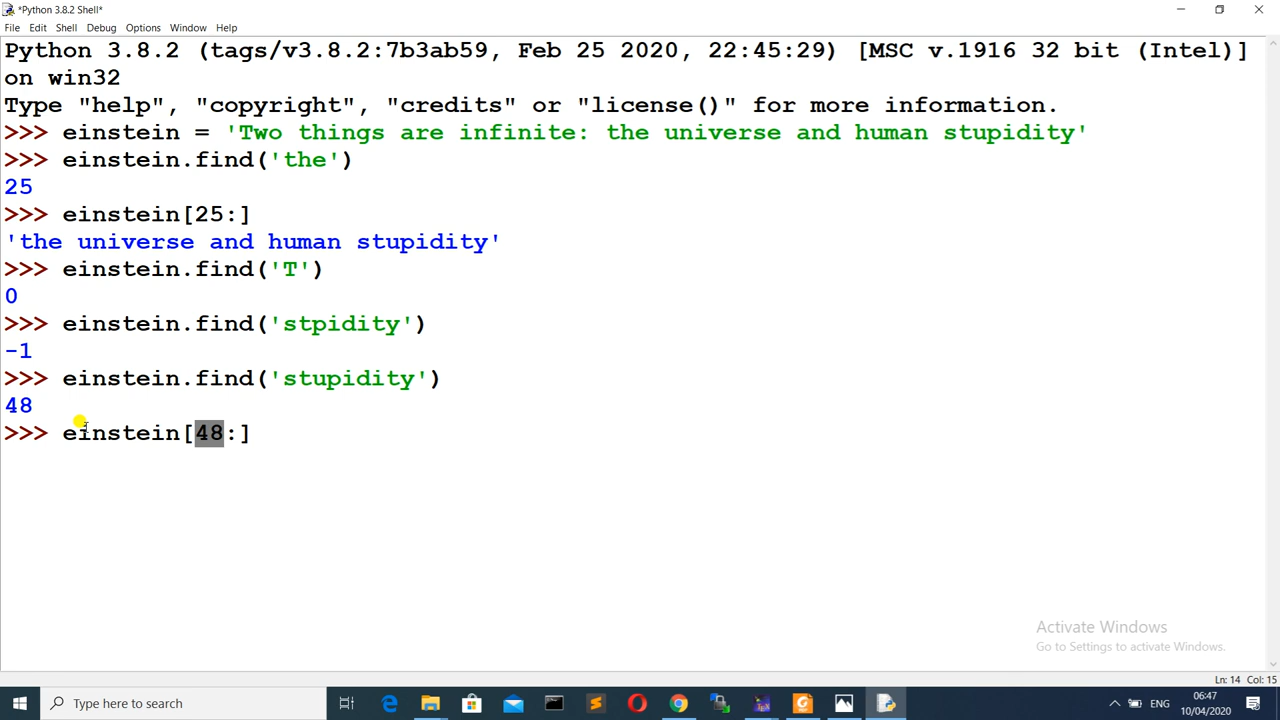 *Python 3.8.2 Shell*
File Edit Shell Debug Options Window Help
Python 3.8.2 (tags/v3.8.2:7b3ab59, Feb 25 2020, 22:45:29) [MSC v.1916 32 bit (Intel)]
on win32
Type "help", "copyright", "credits" or "license()" for more information.
>>> einstein = 'Two things are infinite: the universe and human stupidity'
>>> einstein.find('the')
25
>>> einstein[25:]
'the universe and human stupidity'
>>> einstein.find('T')
0
>>> einstein.find('stpidity')
-1
>>> einstein.find('stupidity')
48
>>> einstein[48:]
Activate Windows
Go to Settings to activate Windows.
Ln: 14 Col: 15
Type here to search
ENG
06:47
10/04/2020